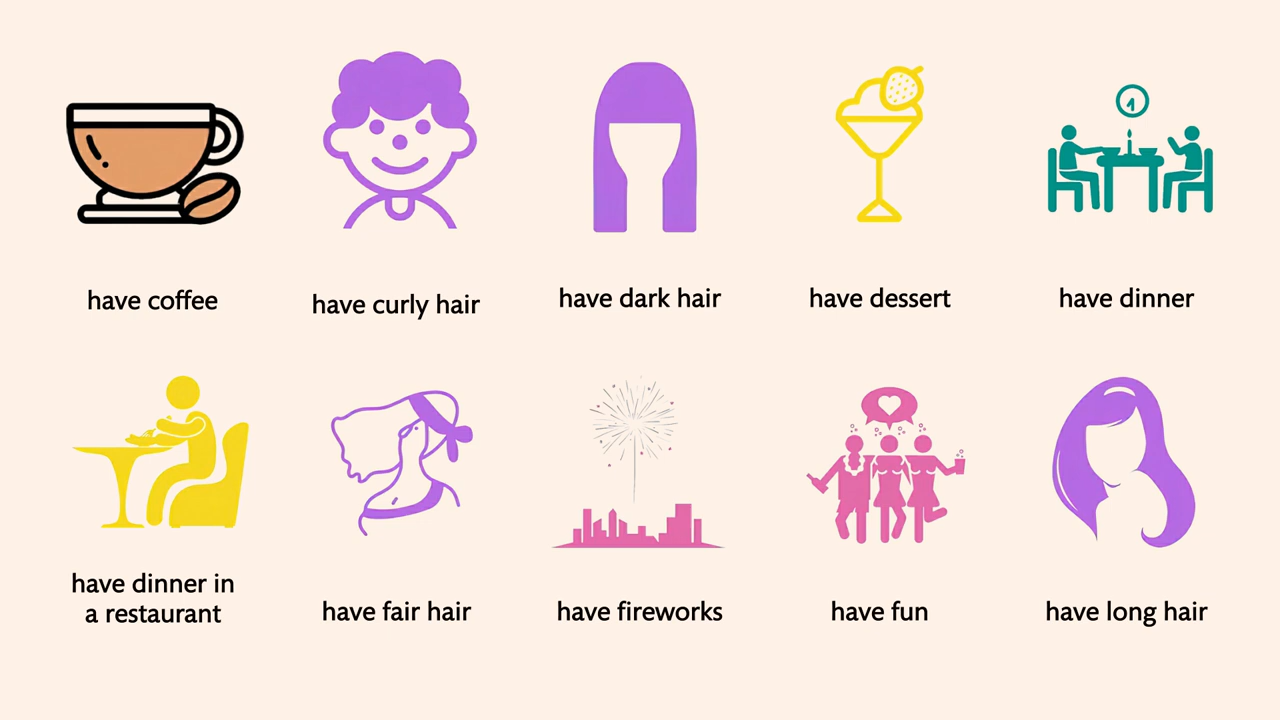 have coffee
have curly hair
have dark hair
have dessert
have dinner
have dinner in
a restaurant
have fair hair
have fireworks
have fun
have long hair